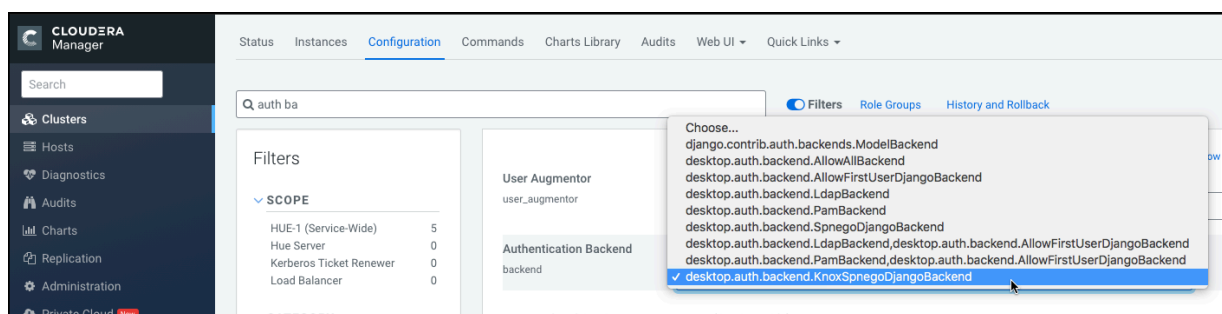 CLOUDERA
Manager
Search
Clusters
Hosts
Diagnostics
Audits
Charts
Replication
Administration
Private Cloud New
Status Instances Configuration Commands Charts Library Audits Web UI Quick Links
auth ba
Filters Role Groups History and Rollback
Filters
SCOPE
HUE-1 (Service-Wide) 5
Hue Server 0
Kerberos Ticket Renewer 0
Load Balancer 0
User Augmentor
user_augmentor
Authentication Backend
backend
Choose...
django.contrib.auth.backends.ModelBackend
desktop.auth.backend.AllowAllBackend
desktop.auth.backend.AllowFirstUserDjangoBackend
desktop.auth.backend.LdapBackend
desktop.auth.backend.PamBackend
desktop.auth.backend.SpnegoDjangoBackend
desktop.auth.backend.LdapBackend,desktop.auth.backend.AllowFirstUserDjangoBackend
desktop.auth.backend.PamBackend,desktop.auth.backend.AllowFirstUserDjangoBackend
✓ desktop.auth.backend.KnoxSpnegoDjangoBackend